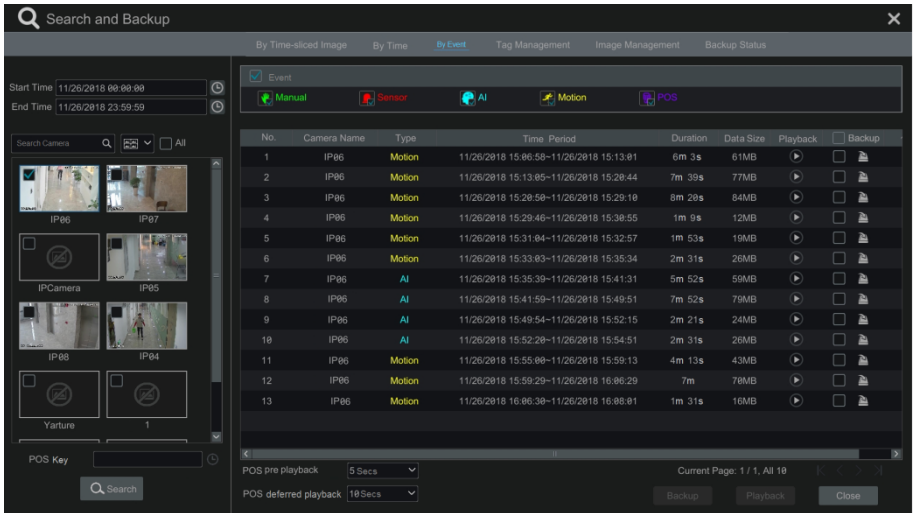 Search and Backup
By Time-sliced Image By Time By Event Tag Management Image Management Backup Status
Start Time 11/26/2018 00:00:00
End Time 11/26/2018 23:59:59
Search Camera All
IP06 IP07
IPCamera IP05
IP08 IP04
Yarture 1
POS Key
Search
Event
Manual Sensor AI Motion POS
No. Camera Name Type Time Period Duration Data Size Playback Backup
1 IP06 Motion 11/26/2018 15:06:58~11/26/2018 15:13:01 6m 3s 61MB
2 IP06 Motion 11/26/2018 15:13:05~11/26/2018 15:20:44 7m 39s 77MB
3 IP06 Motion 11/26/2018 15:20:50~11/26/2018 15:29:10 8m 20s 84MB
4 IP06 Motion 11/26/2018 15:29:46~11/26/2018 15:30:55 1m 9s 12MB
5 IP06 Motion 11/26/2018 15:31:04~11/26/2018 15:32:57 1m 53s 19MB
6 IP06 Motion 11/26/2018 15:33:03~11/26/2018 15:35:34 2m 31s 26MB
7 IP06 AI 11/26/2018 15:35:39~11/26/2018 15:41:31 5m 52s 59MB
8 IP06 AI 11/26/2018 15:41:59~11/26/2018 15:49:51 7m 52s 79MB
9 IP06 AI 11/26/2018 15:49:54~11/26/2018 15:52:15 2m 21s 24MB
10 IP06 AI 11/26/2018 15:52:20~11/26/2018 15:54:51 2m 31s 26MB
11 IP06 Motion 11/26/2018 15:55:00~11/26/2018 15:59:13 4m 13s 43MB
12 IP06 Motion 11/26/2018 15:59:29~11/26/2018 16:06:29 7m 70MB
13 IP06 Motion 11/26/2018 16:06:30~11/26/2018 16:08:01 1m 31s 16MB
POS pre playback 5 Secs
Current Page: 1 / 1, All 10
POS deferred playback 10 Secs
Backup Playback Close